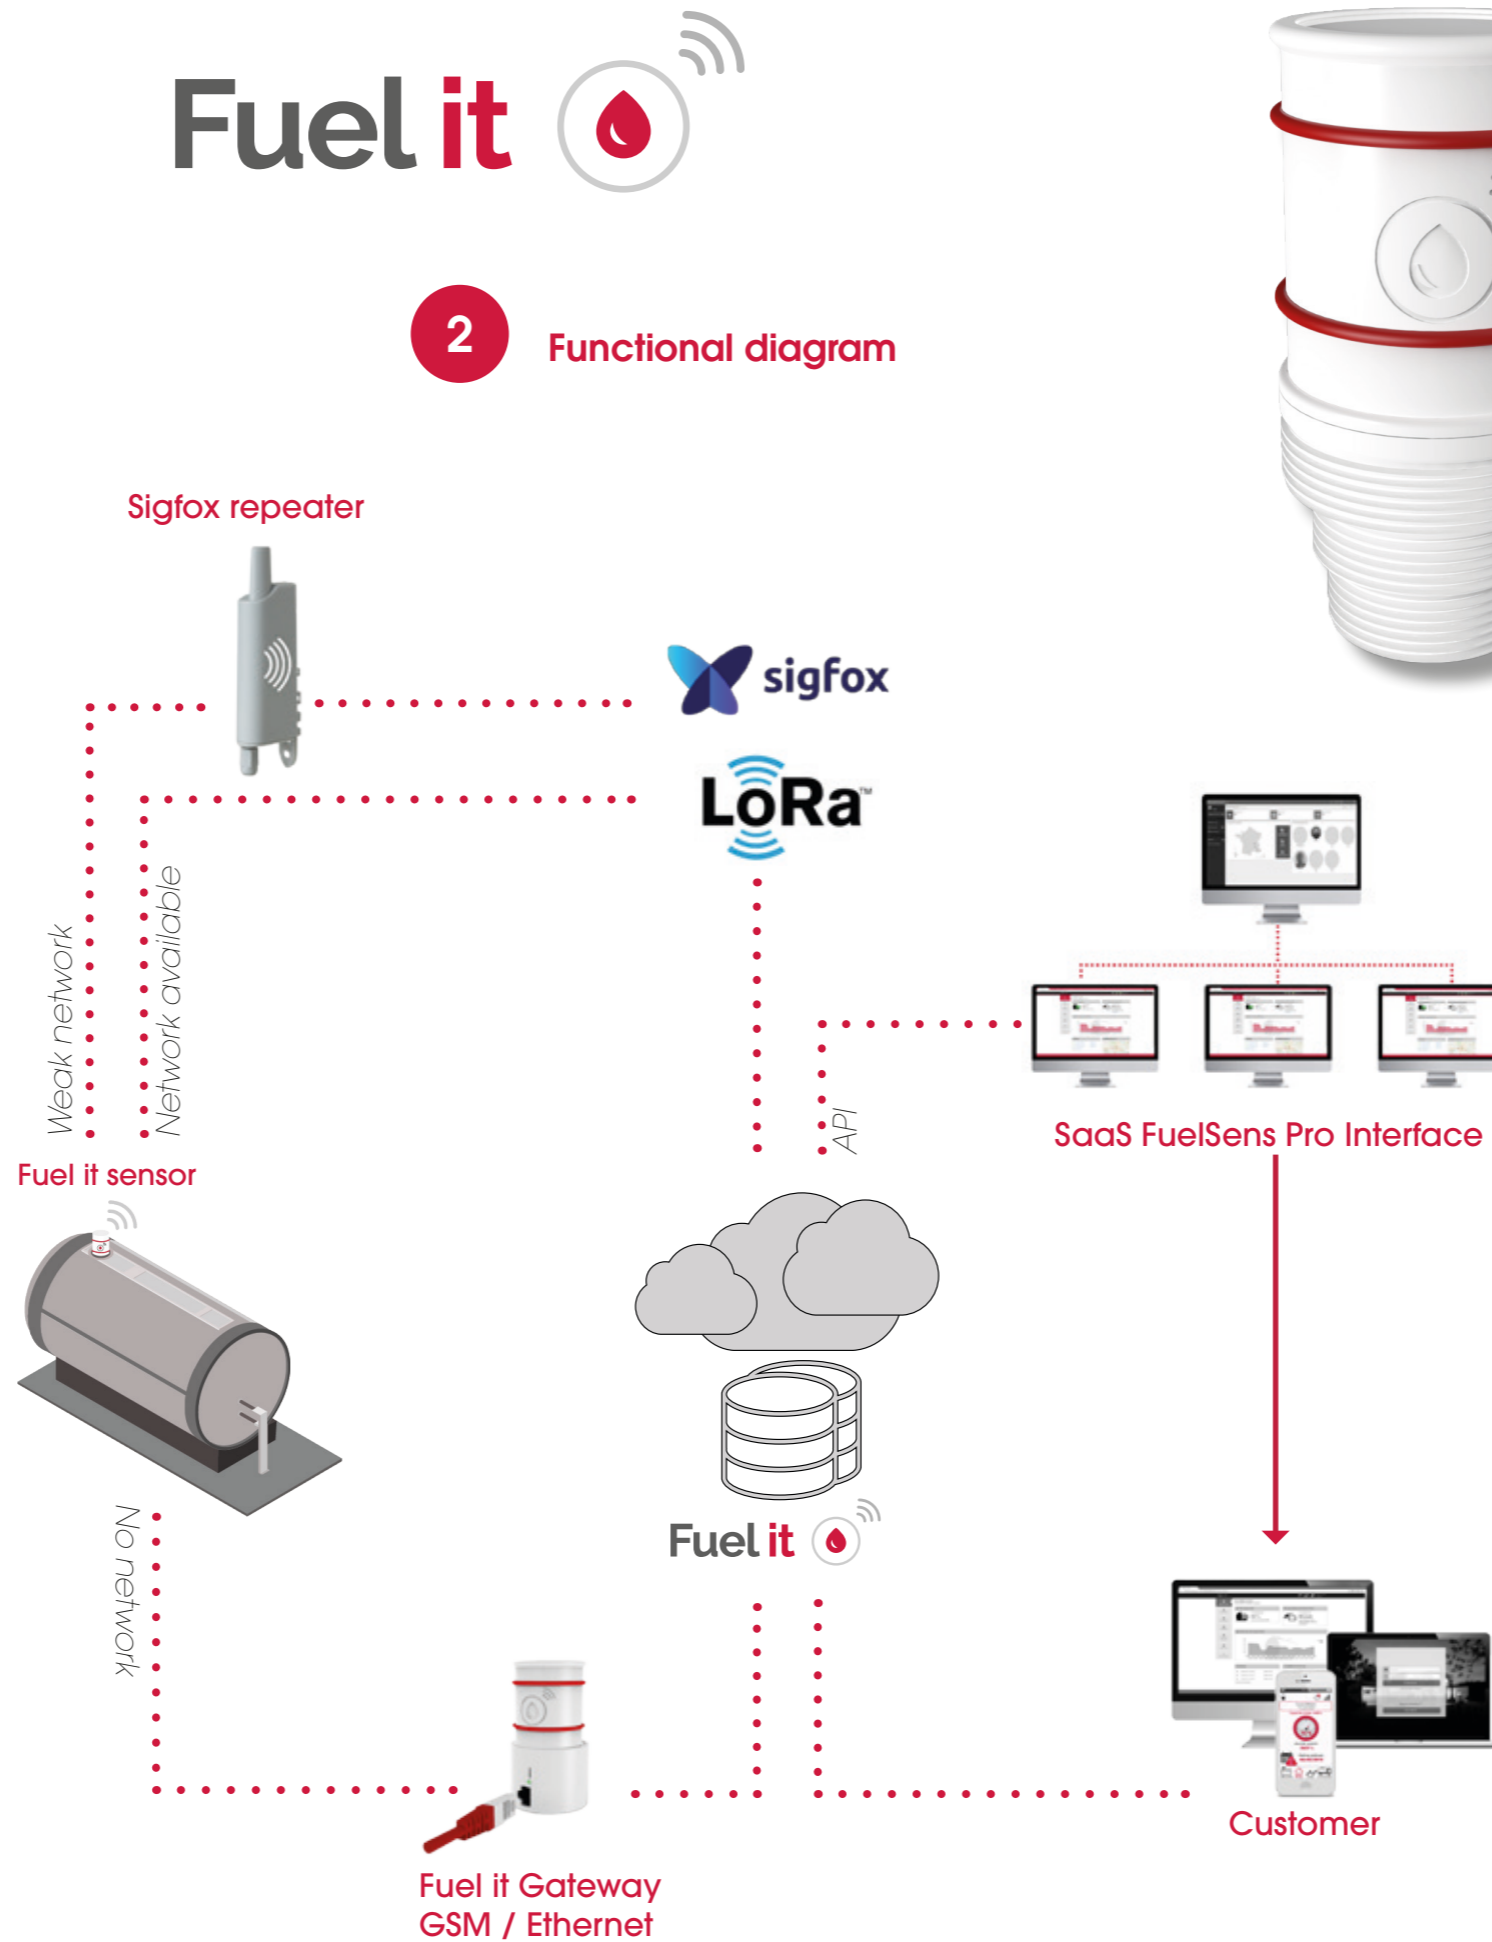 Fuel it
2
Functional diagram
Sigfox repeater
sigfox
LoRa™
Weak network
Network available
API
SaaS FuelSens Pro Interface
Fuel it sensor
Fuel it
No network
Customer
Fuel it Gateway
GSM / Ethernet